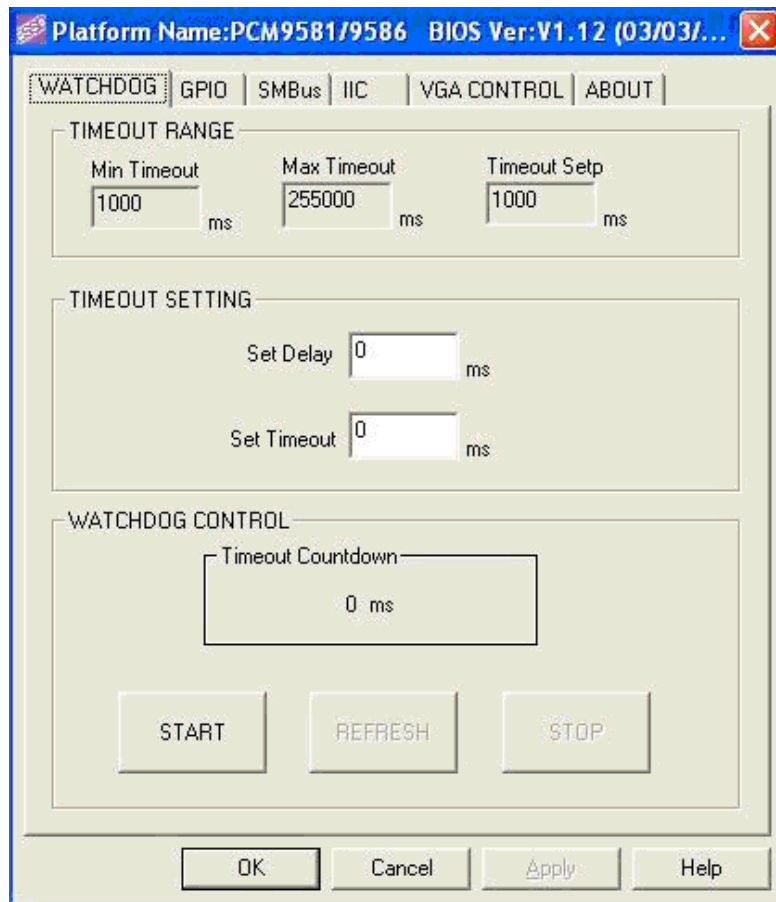 Platform Name:PCM9581/9586 BIOS Ver:V1.12 (03/03/...
WATCHDOG GPIO SMBus IIC VGA CONTROL ABOUT
TIMEOUT RANGE
Min Timeout Max Timeout Timeout Setp
1000 ms 255000 ms 1000 ms
TIMEOUT SETTING
Set Delay 0 ms
Set Timeout 0 ms
WATCHDOG CONTROL
Timeout Countdown
0 ms
START REFRESH STOP
OK Cancel Apply Help